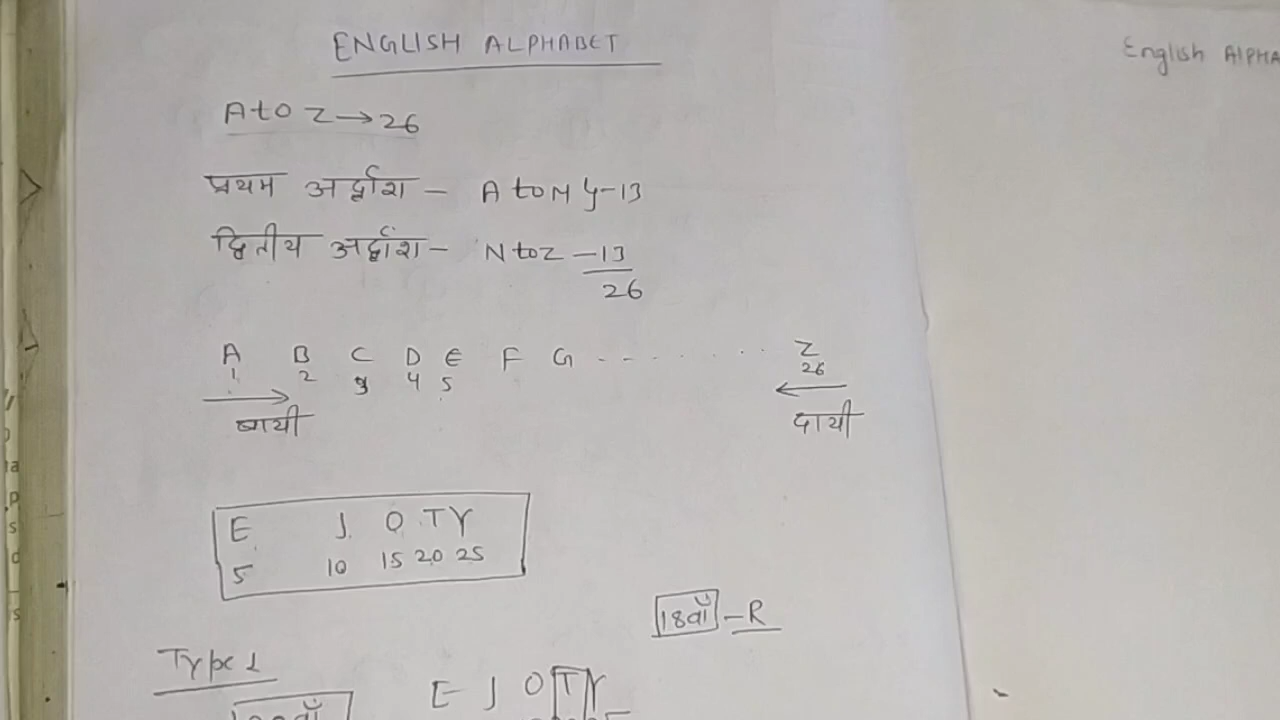 ENGLISH ALPHABET
English ALPHA
A to Z → 26
प्रथम अर्द्धांश – A to M } – 13
द्वितीय अर्द्धांश – N to Z – 13
26
A B C D E F G - - . . . . . . . Z
1 2 3 4 5 26
→ ←
बायी दायी
E J O T Y
5 10 15 20 25
18वाँ – R
Type 1
E J O T Y